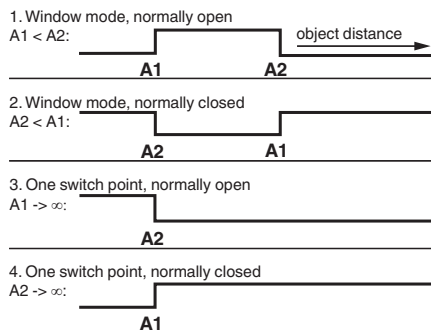 1. Window mode, normally open
A1 < A2:
object distance
A1 A2
2. Window mode, normally closed
A2 < A1:
A2 A1
3. One switch point, normally open
A1 -> ∞:
A2
4. One switch point, normally closed
A2 -> ∞:
A1